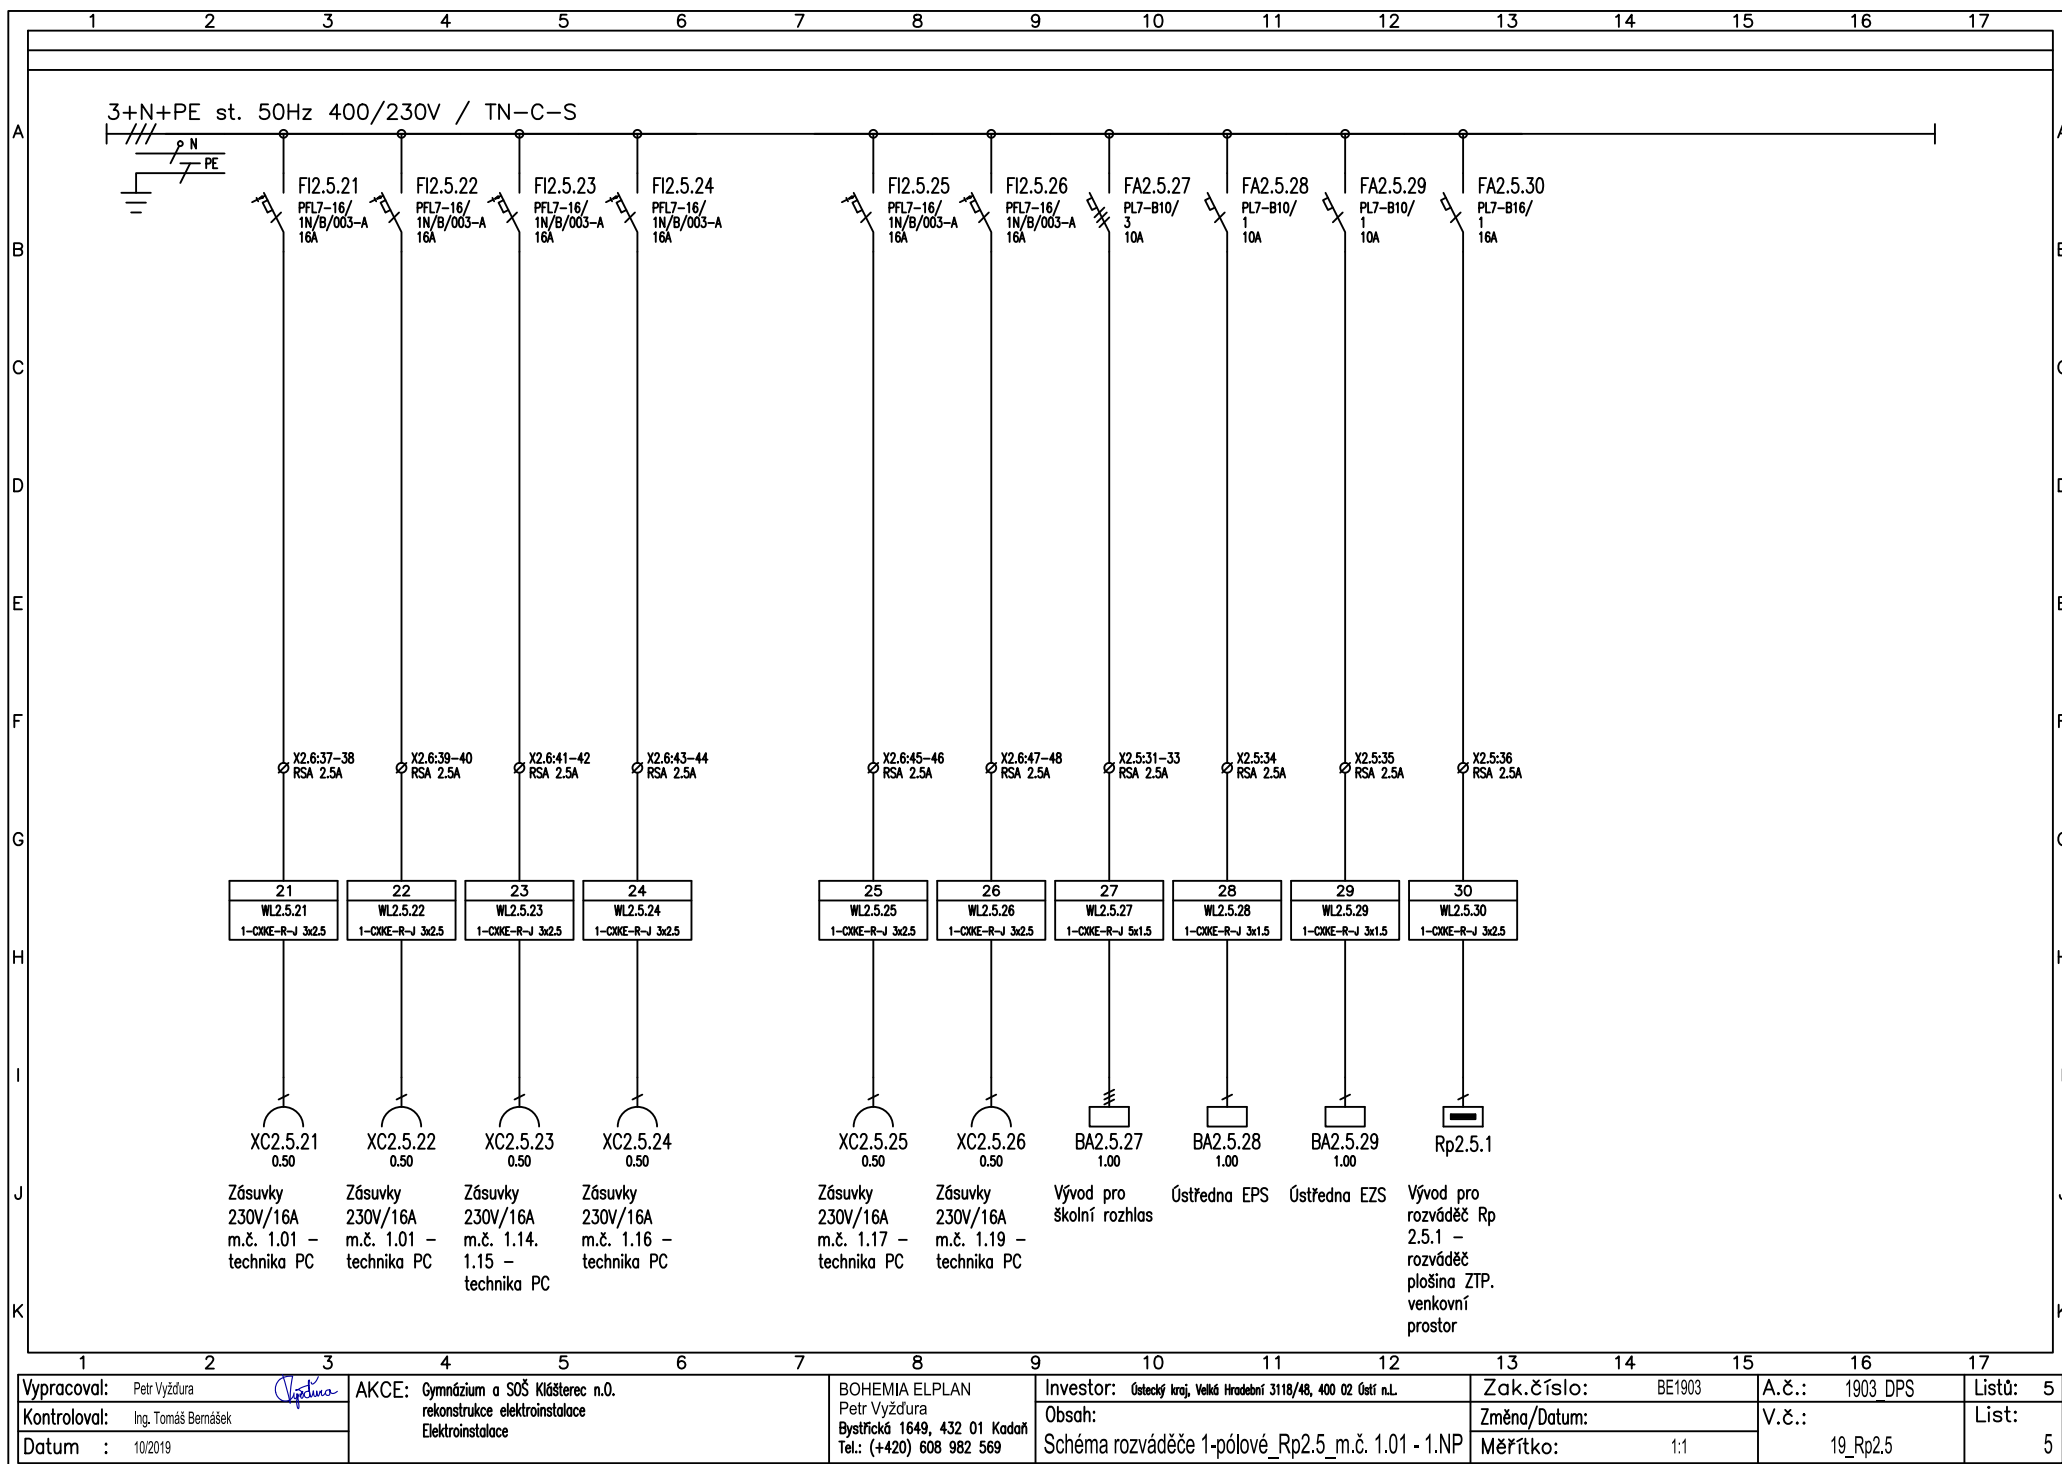 1 2 3 4 5 6 7 8 9 10 11 12 13 14 15 16 17
3+N+PE st. 50Hz 400/230V / TN-C-S
A
N
PE
FI2.5.21
PFL7-16/
1N/B/003-A
16A
FI2.5.22
PFL7-16/
1N/B/003-A
16A
FI2.5.23
PFL7-16/
1N/B/003-A
16A
FI2.5.24
PFL7-16/
1N/B/003-A
16A
FI2.5.25
PFL7-16/
1N/B/003-A
16A
FI2.5.26
PFL7-16/
1N/B/003-A
16A
FA2.5.27
PL7-B10/
3
10A
FA2.5.28
PL7-B10/
1
10A
FA2.5.29
PL7-B10/
1
10A
FA2.5.30
PL7-B16/
1
16A
B
C
D
E
F
X2.6:37-38
RSA 2.5A
X2.6:39-40
RSA 2.5A
X2.6:41-42
RSA 2.5A
X2.6:43-44
RSA 2.5A
X2.6:45-46
RSA 2.5A
X2.6:47-48
RSA 2.5A
X2.5:31-33
RSA 2.5A
X2.5:34
RSA 2.5A
X2.5:35
RSA 2.5A
X2.5:36
RSA 2.5A
G
21
WL2.5.21
1-CXKE-R-J 3x2.5
22
WL2.5.22
1-CXKE-R-J 3x2.5
23
WL2.5.23
1-CXKE-R-J 3x2.5
24
WL2.5.24
1-CXKE-R-J 3x2.5
25
WL2.5.25
1-CXKE-R-J 3x2.5
26
WL2.5.26
1-CXKE-R-J 3x2.5
27
WL2.5.27
1-CXKE-R-J 5x1.5
28
WL2.5.28
1-CXKE-R-J 3x1.5
29
WL2.5.29
1-CXKE-R-J 3x1.5
30
WL2.5.30
1-CXKE-R-J 3x2.5
H
I
XC2.5.21
0.50
XC2.5.22
0.50
XC2.5.23
0.50
XC2.5.24
0.50
XC2.5.25
0.50
XC2.5.26
0.50
BA2.5.27
1.00
BA2.5.28
1.00
BA2.5.29
1.00
Rp2.5.1
J
Zásuvky
230V/16A
m.č. 1.01 -
technika PC
Zásuvky
230V/16A
m.č. 1.01 -
technika PC
Zásuvky
230V/16A
m.č. 1.14.
1.15 -
technika PC
Zásuvky
230V/16A
m.č. 1.16 -
technika PC
Zásuvky
230V/16A
m.č. 1.17 -
technika PC
Zásuvky
230V/16A
m.č. 1.19 -
technika PC
Vývod pro
školní rozhlas
Ústředna EPS
Ústředna EZS
Vývod pro
rozváděč Rp
2.5.1 -
rozváděč
plošina ZTP.
venkovní
prostor
K
1 2 3 4 5 6 7 8 9 10 11 12 13 14 15 16 17
Vypracoval: Petr Vyžďura
Vyžďura
Kontroloval: Ing. Tomáš Bernášek
Datum : 10/2019
AKCE: Gymnázium a SOŠ Klášterec n.O.
rekonstrukce elektroinstalace
Elektroinstalace
BOHEMIA ELPLAN
Petr Vyžďura
Bystřická 1649, 432 01 Kadaň
Tel.: (+420) 608 982 569
Investor: Ústecký kraj, Velká Hradební 3118/48, 400 02 Ústí n.L.
Obsah:
Schéma rozváděče 1-pólové_Rp2.5_m.č. 1.01 - 1.NP
Zak.číslo: BE1903
Změna/Datum:
Měřítko: 1:1
A.č.: 1903_DPS
V.č.:
19_Rp2.5
Listů: 5
List:
5